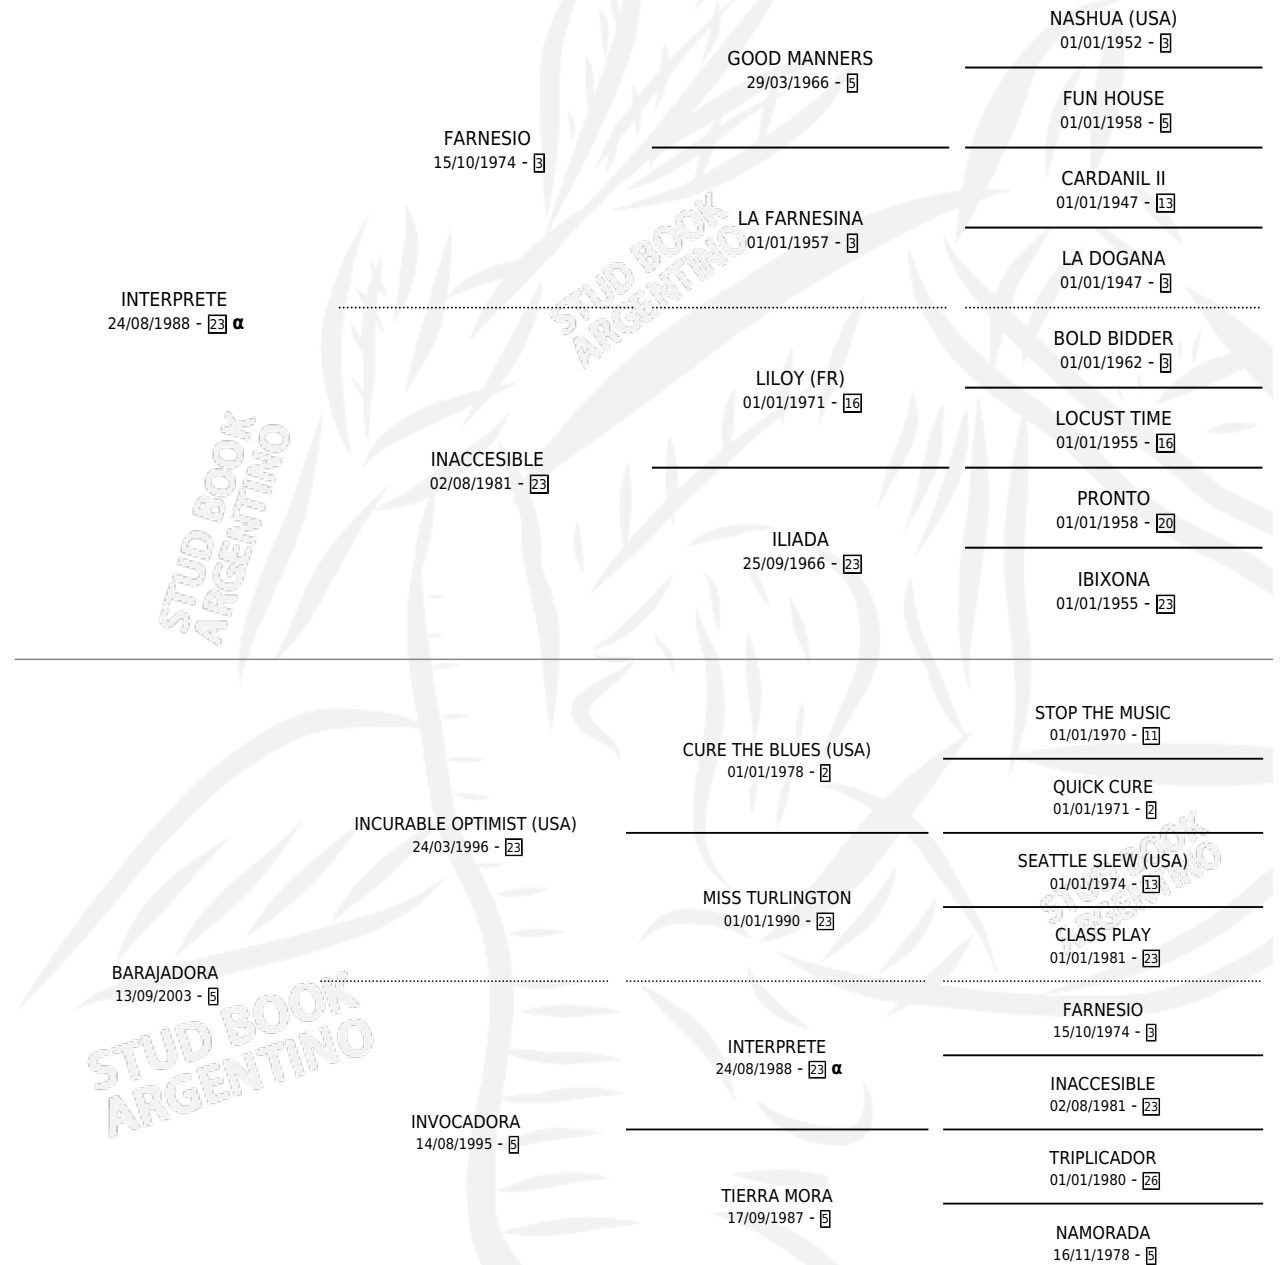 NASHUA (USA)
01/01/1952 - 3
GOOD MANNERS
29/03/1966 - 5
FUN HOUSE
01/01/1958 - 5
FARNESIO
15/10/1974 - 3
CARDANIL II
01/01/1947 - 13
LA FARNESINA
01/01/1957 - 3
LA DOGANA
01/01/1947 - 3
INTERPRETE
24/08/1988 - 23 α
BOLD BIDDER
01/01/1962 - 3
LILOY (FR)
01/01/1971 - 16
LOCUST TIME
01/01/1955 - 16
INACCESIBLE
02/08/1981 - 23
PRONTO
01/01/1958 - 20
ILIADA
25/09/1966 - 23
IBIXONA
01/01/1955 - 23
STUD BOOK
ARGENTINO
STUD BOOK
ARGENTINO
STOP THE MUSIC
01/01/1970 - 11
CURE THE BLUES (USA)
01/01/1978 - 2
QUICK CURE
01/01/1971 - 2
INCURABLE OPTIMIST (USA)
24/03/1996 - 23
SEATTLE SLEW (USA)
01/01/1974 - 13
MISS TURLINGTON
01/01/1990 - 23
CLASS PLAY
01/01/1981 - 23
BARAJADORA
13/09/2003 - 5
FARNESIO
15/10/1974 - 3
INTERPRETE
24/08/1988 - 23 α
INACCESIBLE
02/08/1981 - 23
INVOCADORA
14/08/1995 - 5
TRIPLICADOR
01/01/1980 - 26
TIERRA MORA
17/09/1987 - 5
NAMORADA
16/11/1978 - 5
STUD BOOK
ARGENTINO
STUD BOOK
ARGENTINO